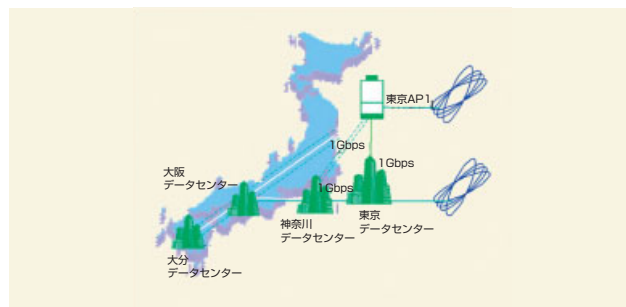 東京AP1
1Gbps
1Gbps
1Gbps
大阪
データセンター
神奈川
データセンター
東京
データセンター
大分
データセンター